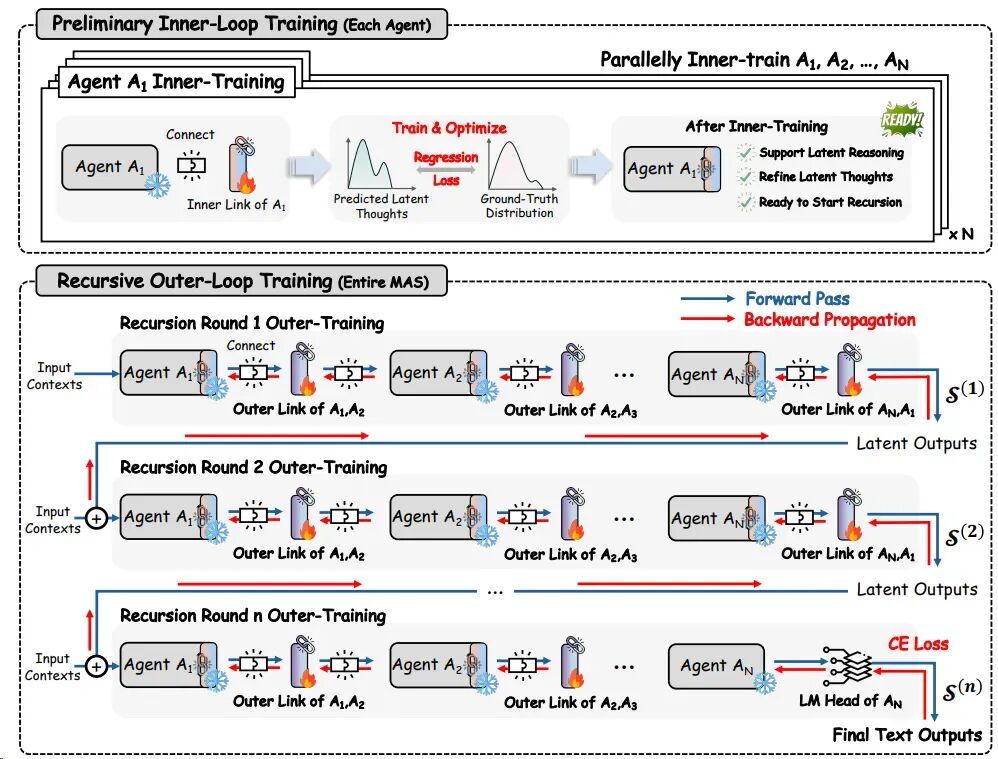 Preliminary Inner-Loop Training (Each Agent)
Parallelly Inner-train A1, A2, ..., AN
Agent A1 Inner-Training
READY!
Connect
Agent A1
Inner Link of A1
Train & Optimize
Regression
Loss
Predicted Latent
Thoughts
Ground-Truth
Distribution
After Inner-Training
Agent A1
Support Latent Reasoning
Refine Latent Thoughts
Ready to Start Recursion
x N
Recursive Outer-Loop Training (Entire MAS)
Forward Pass
Backward Propagation
Recursion Round 1 Outer-Training
Input
Contexts
Agent A1
Connect
Outer Link of A1,A2
Agent A2
Outer Link of A2,A3
...
Agent AN
Outer Link of AN,A1
S(1)
Latent Outputs
Recursion Round 2 Outer-Training
Input
Contexts
+
Agent A1
Outer Link of A1,A2
Agent A2
Outer Link of A2,A3
...
Agent AN
Outer Link of AN,A1
S(2)
Latent Outputs
...
Recursion Round n Outer-Training
Input
Contexts
+
Agent A1
Outer Link of A1,A2
Agent A2
Outer Link of A2,A3
...
Agent AN
LM Head of AN
CE Loss
S(n)
Final Text Outputs